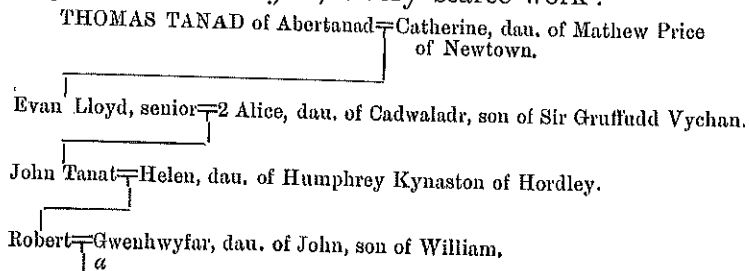 THOMAS TANAD of Abertanad=Catherine, dau. of Mathew Price
of Newtown.
Evan Lloyd, senior=2 Alice, dau. of Cadwaladr, son of Sir Gruffudd Vychan.
John Tanat=Helen, dau. of Humphrey Kynaston of Hordley.
Robert=Gwenhwyfar, dau. of John, son of William.
a